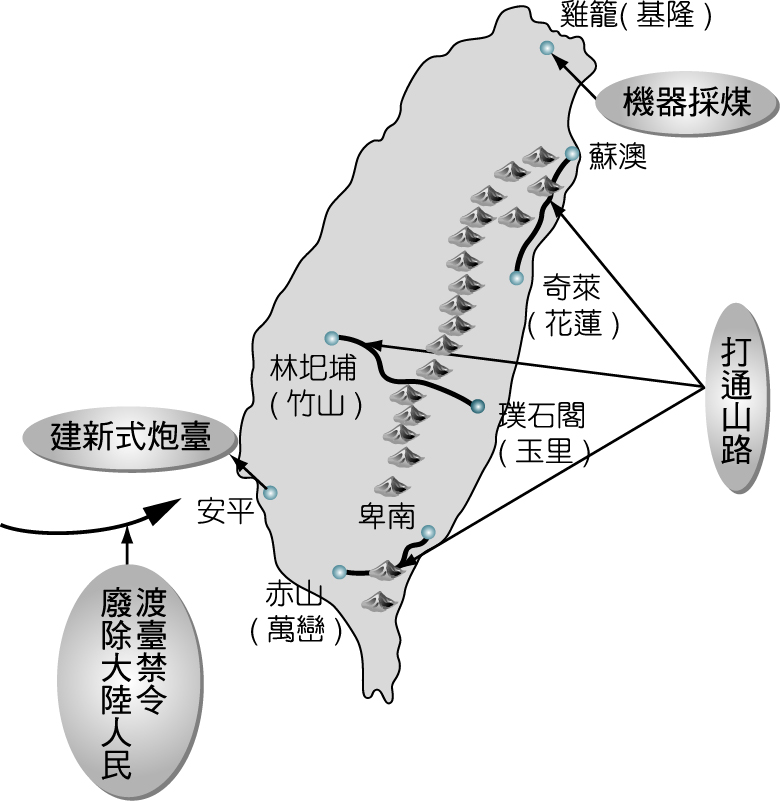 雞籠(基隆)
機器採煤
蘇澳
奇萊
(花蓮)
打通山路
林圯埔
(竹山)
璞石閣
(玉里)
建新式炮臺
安平
卑南
赤山
(萬巒)
渡臺禁令
廢除大陸人民